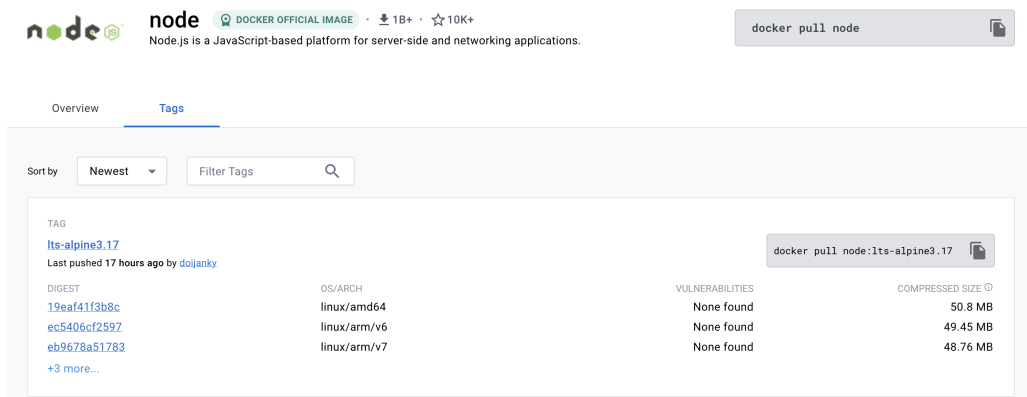 node JS
node DOCKER OFFICIAL IMAGE · 1B+ · 10K+
Node.js is a JavaScript-based platform for server-side and networking applications.
docker pull node
Overview Tags
Sort by Newest Filter Tags
TAG
lts-alpine3.17
Last pushed 17 hours ago by doijanky
docker pull node:lts-alpine3.17
DIGEST OS/ARCH VULNERABILITIES COMPRESSED SIZE
19eaf41f3b8c linux/amd64 None found 50.8 MB
ec5406cf2597 linux/arm/v6 None found 49.45 MB
eb9678a51783 linux/arm/v7 None found 48.76 MB
+3 more...